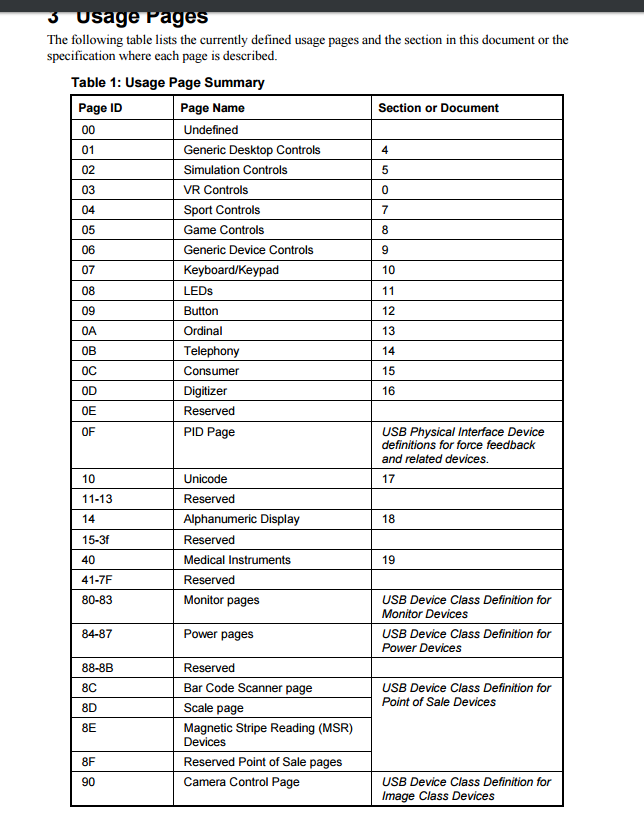 3 Usage Pages
The following table lists the currently defined usage pages and the section in this document or the
specification where each page is described.
Table 1: Usage Page Summary
Page ID Page Name Section or Document
00 Undefined
01 Generic Desktop Controls 4
02 Simulation Controls 5
03 VR Controls 0
04 Sport Controls 7
05 Game Controls 8
06 Generic Device Controls 9
07 Keyboard/Keypad 10
08 LEDs 11
09 Button 12
0A Ordinal 13
0B Telephony 14
0C Consumer 15
0D Digitizer 16
0E Reserved
0F PID Page USB Physical Interface Device
definitions for force feedback
and related devices.
10 Unicode 17
11-13 Reserved
14 Alphanumeric Display 18
15-3f Reserved
40 Medical Instruments 19
41-7F Reserved
80-83 Monitor pages USB Device Class Definition for
Monitor Devices
84-87 Power pages USB Device Class Definition for
Power Devices
88-8B Reserved
8C Bar Code Scanner page USB Device Class Definition for
Point of Sale Devices
8D Scale page
8E Magnetic Stripe Reading (MSR)
Devices
8F Reserved Point of Sale pages
90 Camera Control Page USB Device Class Definition for
Image Class Devices